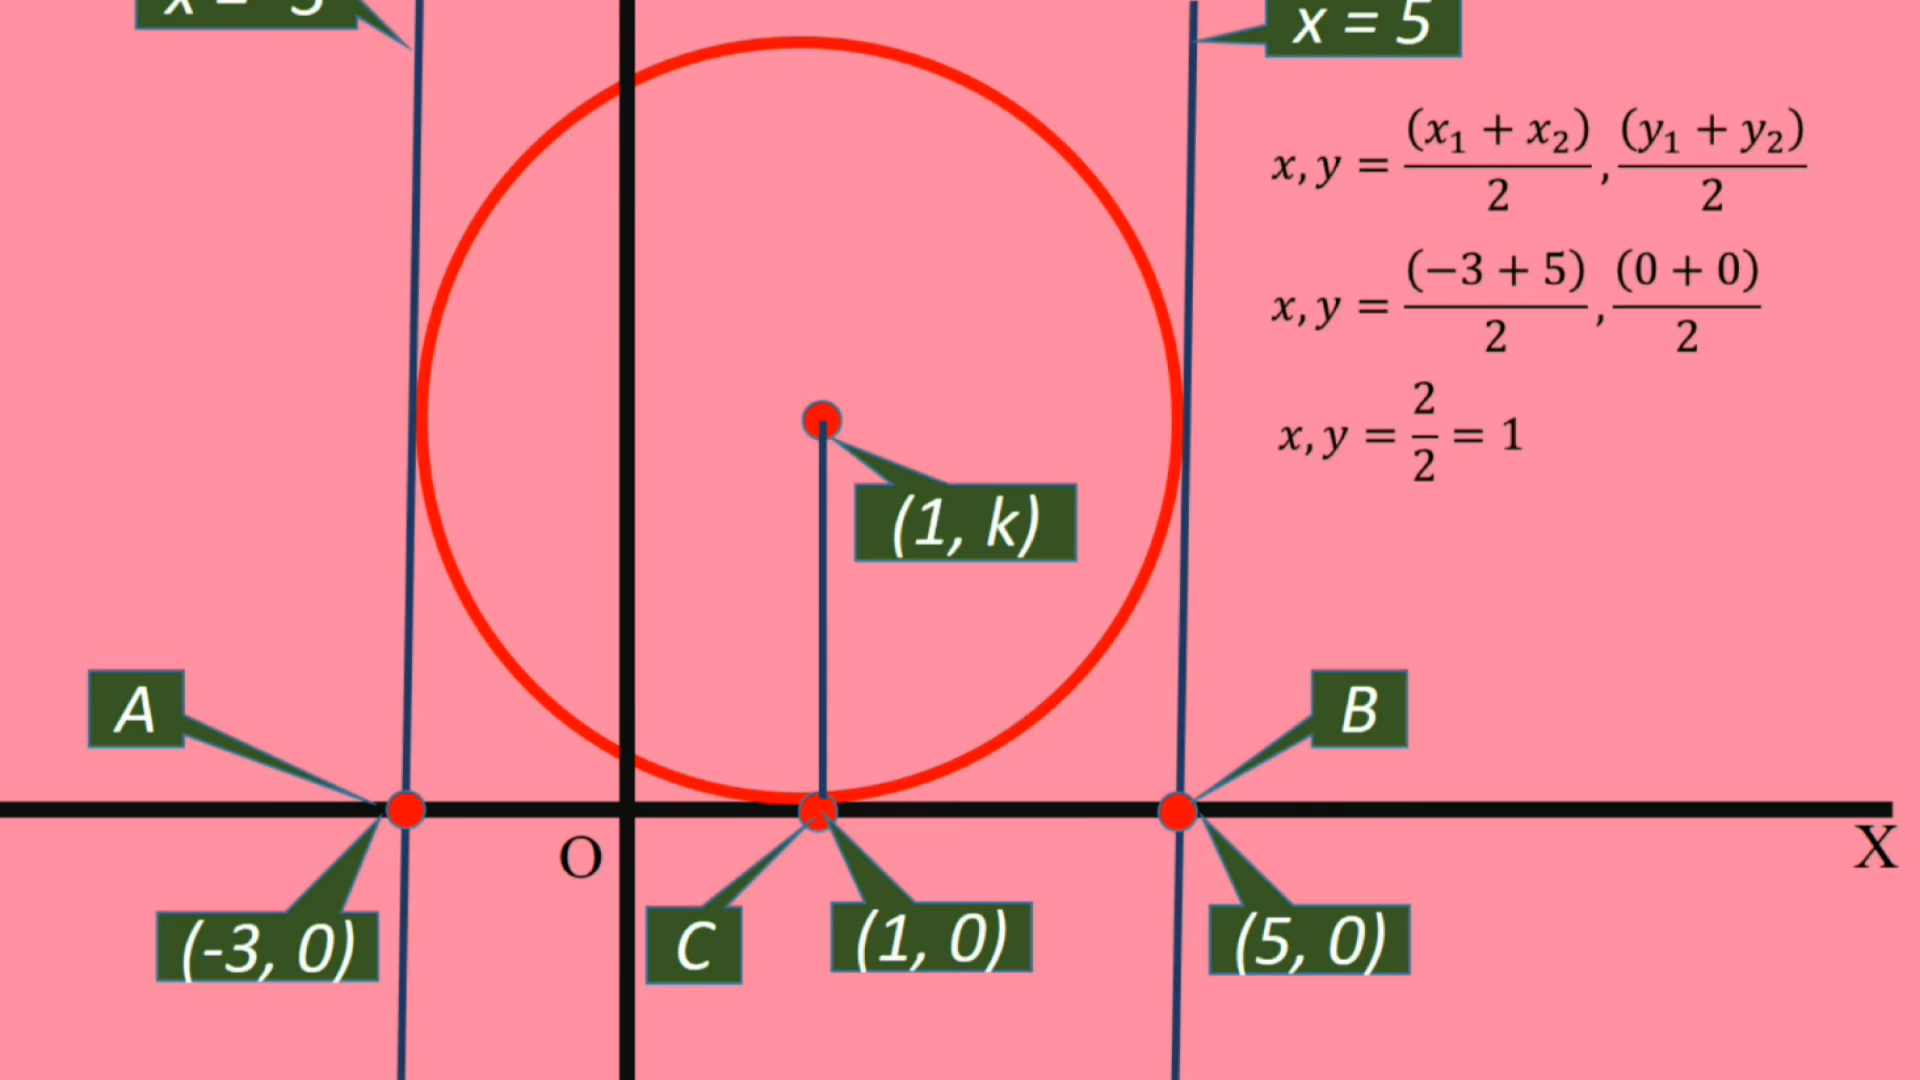 x = 5
x, y = (x₁ + x₂)/2, (y₁ + y₂)/2
x, y = (−3 + 5)/2, (0 + 0)/2
x, y = 2/2 = 1
(1, k)
A
B
O
X
(-3, 0)
C
(1, 0)
(5, 0)